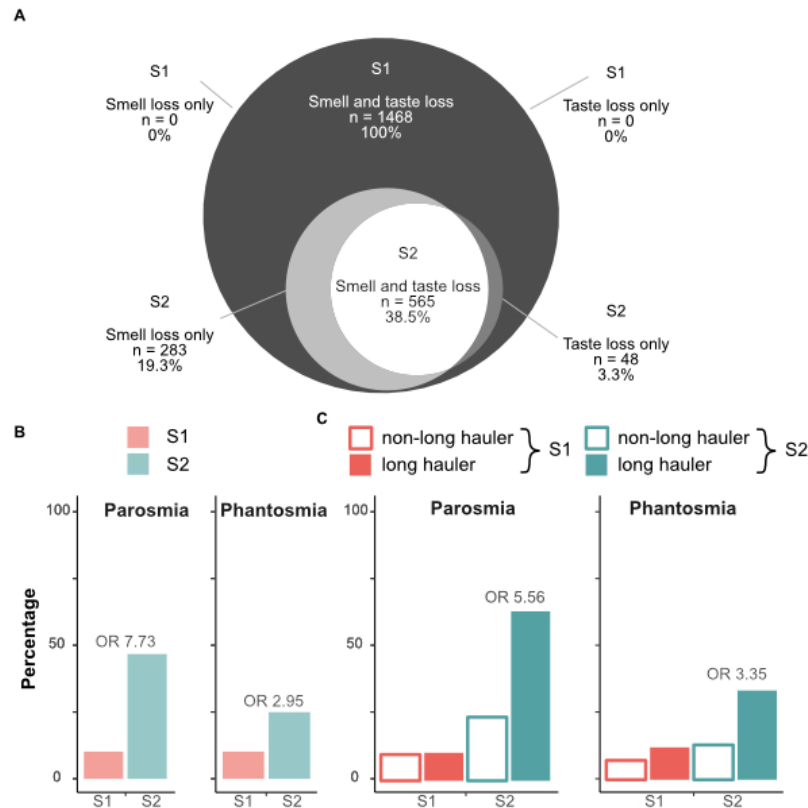 A
S1
Smell loss only
n = 0
0%
S1
Smell and taste loss
n = 1468
100%
S1
Taste loss only
n = 0
0%
S2
Smell loss only
n = 283
19.3%
S2
Smell and taste loss
n = 565
38.5%
S2
Taste loss only
n = 48
3.3%
B
S1
S2
C
non-long hauler
long hauler
S1
non-long hauler
long hauler
S2
Percentage
100
50
0
Parosmia
OR 7.73
S1 S2
Phantosmia
OR 2.95
S1 S2
100
50
0
Parosmia
OR 5.56
S1 S2
Phantosmia
OR 3.35
S1 S2